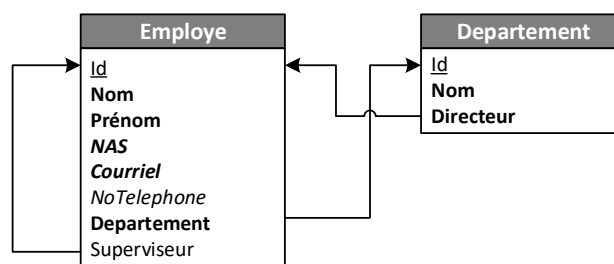 Employe
Id
Nom
Prénom
NAS
Courriel
NoTelephone
Departement
Superviseur
Departement
Id
Nom
Directeur